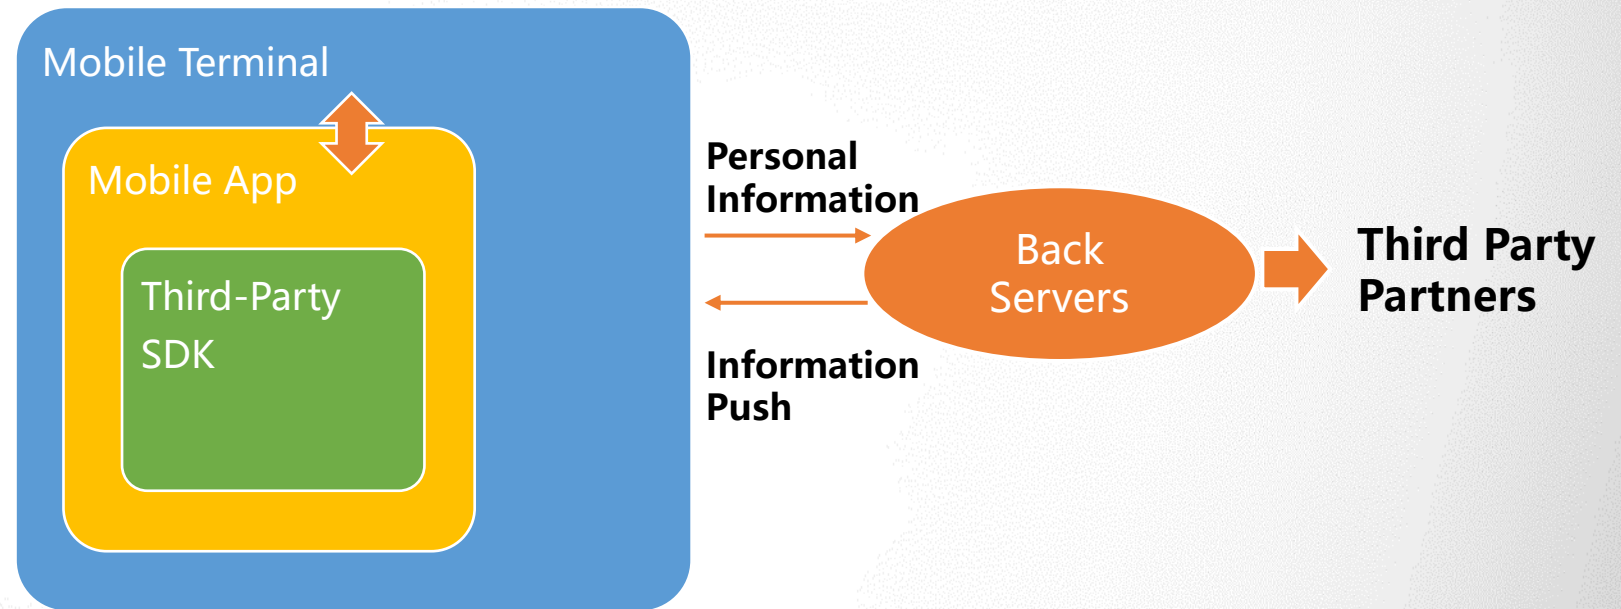 Mobile Terminal
Mobile App
Third-Party
SDK
Personal
Information
Information
Push
Back
Servers
Third Party
Partners